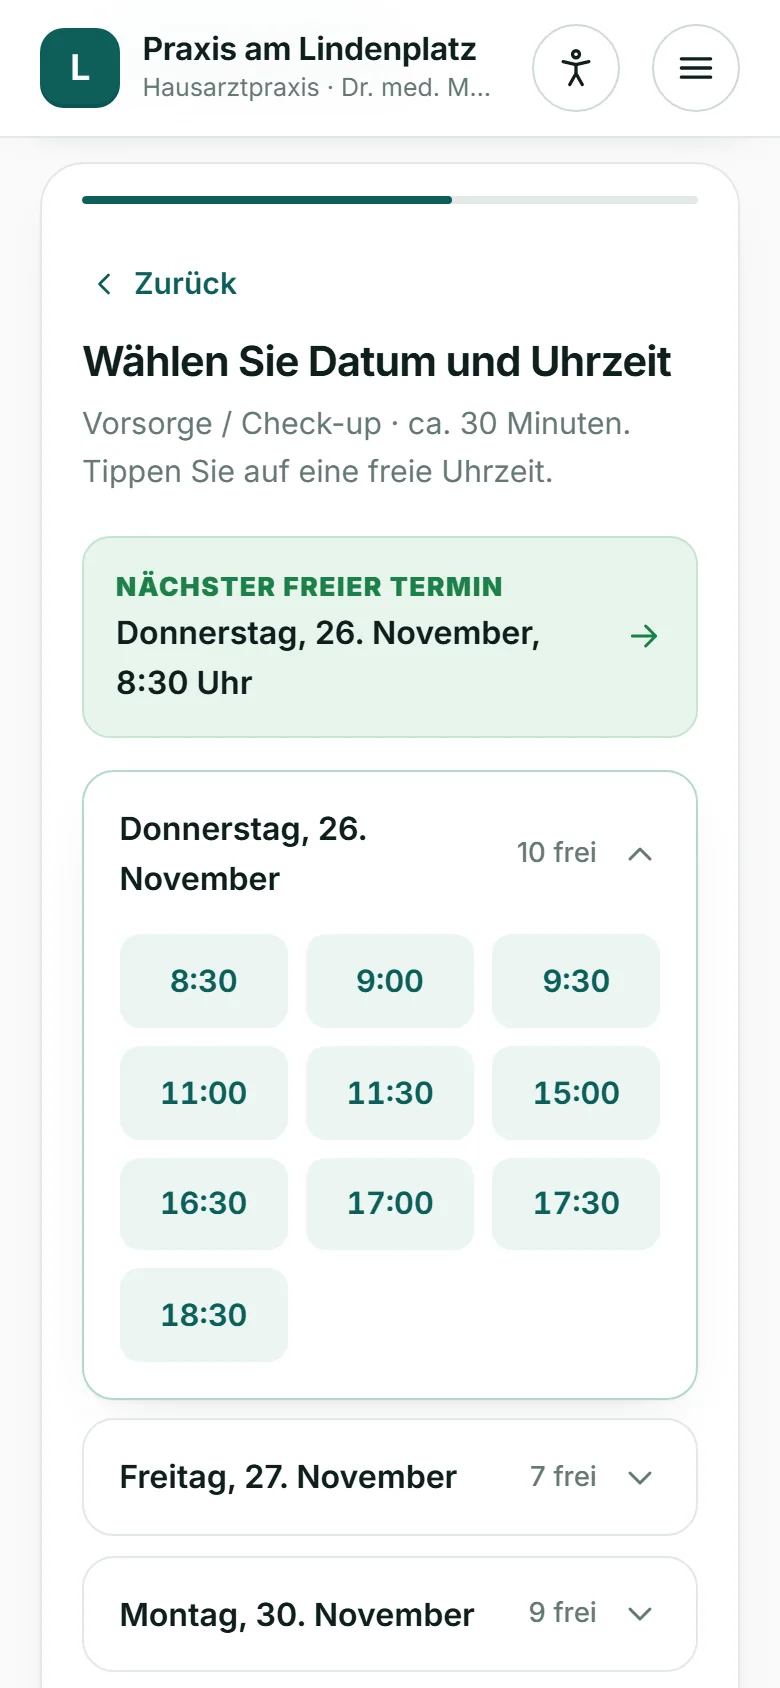 L
Praxis am Lindenplatz
Hausarztpraxis · Dr. med. M...
Zurück
Wählen Sie Datum und Uhrzeit
Vorsorge / Check-up · ca. 30 Minuten.
Tippen Sie auf eine freie Uhrzeit.
NÄCHSTER FREIER TERMIN
Donnerstag, 26. November,
8:30 Uhr
Donnerstag, 26.
November
10 frei
8:30 9:00 9:30
11:00 11:30 15:00
16:30 17:00 17:30
18:30
Freitag, 27. November 7 frei
Montag, 30. November 9 frei